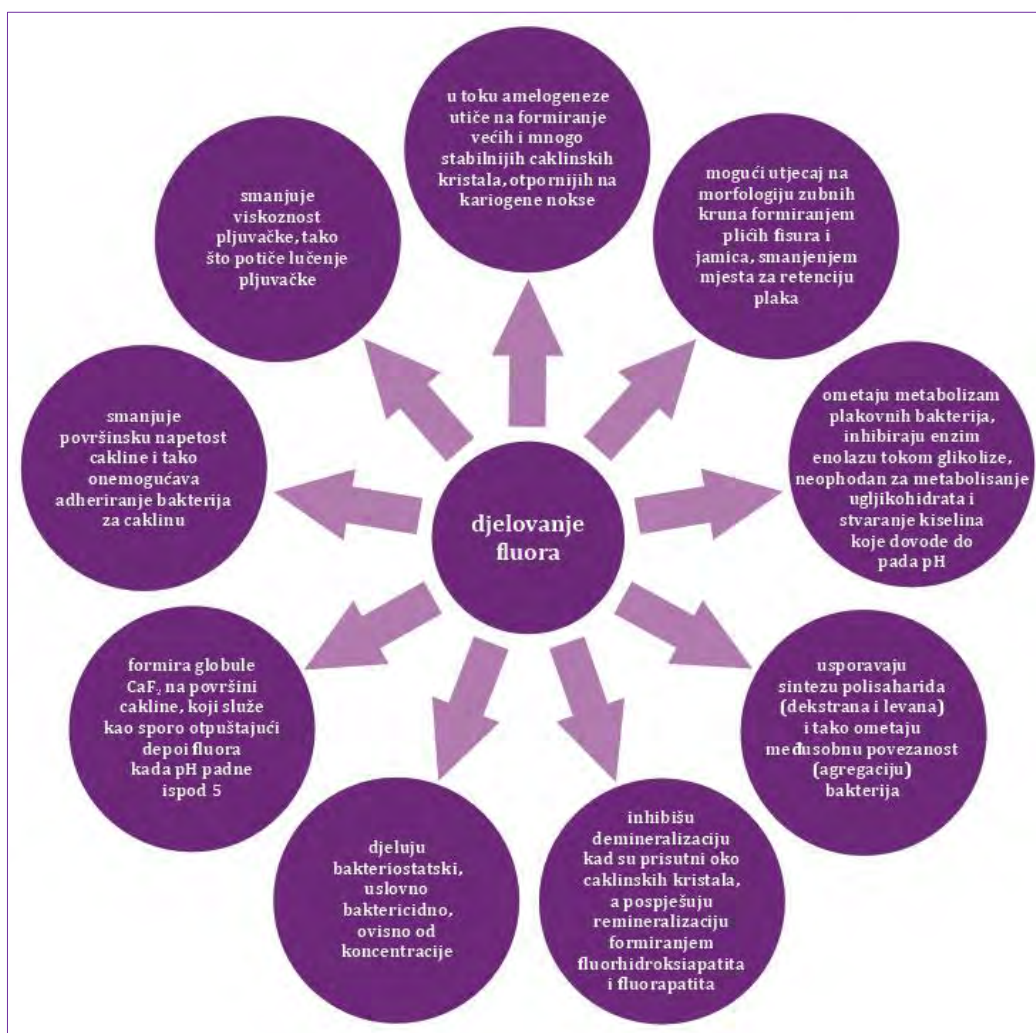 djelovanje
fluora
u toku amelogeneze
utiče na formiranje
većih i mnogo
stabilnijih caklinskih
kristala, otpornijih na
kariogene nokse
mogući utjecaj na
morfologiju zubnih
kruna formiranjem
plićih fisura i
jamica, smanjenjem
mjesta za retenciju
plaka
ometaju metabolizam
plakovnih bakterija,
inhibiraju enzim
enolazu tokom glikolize,
neophodan za metabolisanje
ugljikohidrata i
stvaranje kiselina
koje dovode do
pada pH
usporavaju
sintezu polisaharida
(dekstrana i levana)
i tako ometaju
međusobnu povezanost
(agregaciju)
bakterija
inhibišu
demineralizaciju
kad su prisutni oko
caklinskih kristala,
a pospješuju
remineralizaciju
formiranjem
fluorhidroksiapatita
i fluorapatita
djeluju
bakteriostatski,
uslovno
baktericidno,
ovisno od
koncentracije
formira globule
CaF₂ na površini
cakline, koji služe
kao sporo otpuštajući
depoi fluora
kada pH padne
ispod 5
smanjuje
površinsku napetost
cakline i tako
onemogućava
adheriranje bakterija
za caklinu
smanjuje
viskoznost
pljuvačke, tako
što potiče lučenje
pljuvačke